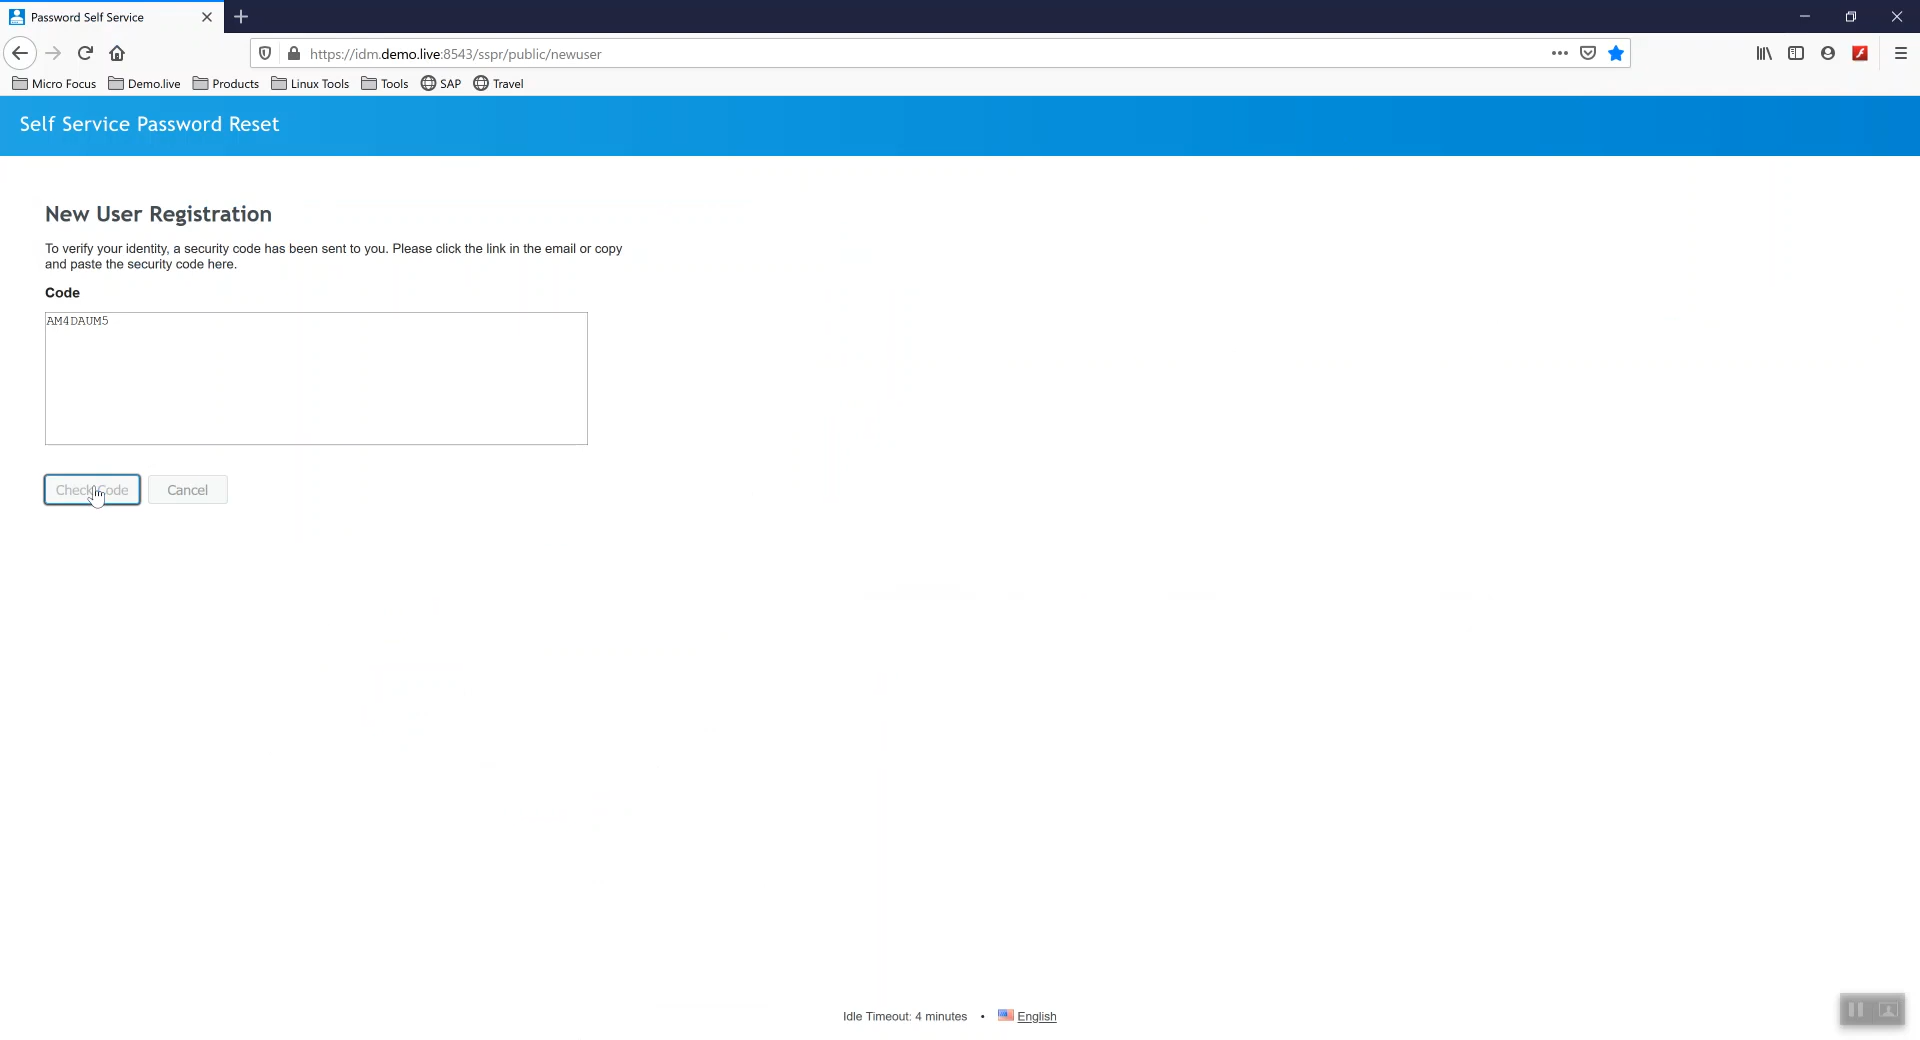 Password Self Service
https://idm.demo.live:8543/sspr/public/newuser
Micro Focus Demo.live Products Linux Tools Tools SAP Travel
Self Service Password Reset
New User Registration
To verify your identity, a security code has been sent to you. Please click the link in the email or copy
and paste the security code here.
Code
AM4DAUM5
Check Code Cancel
Idle Timeout: 4 minutes • English